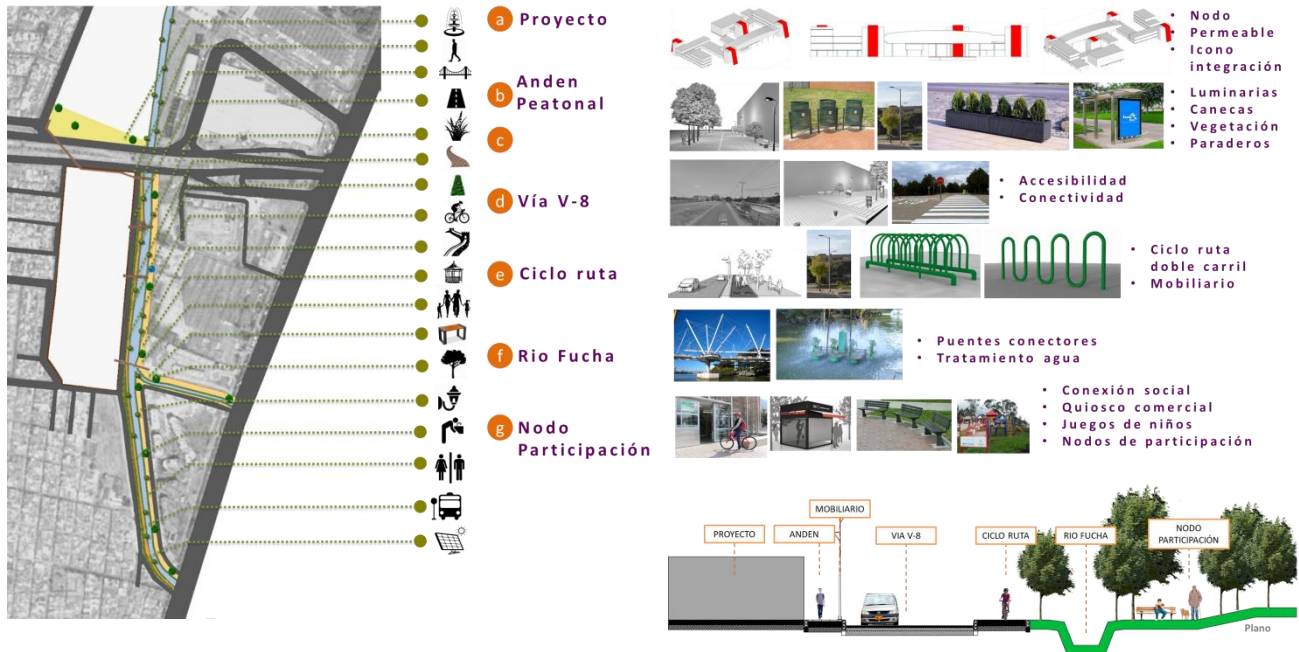 a Proyecto
b Anden
Peatonal
c
d Vía V-8
e Ciclo ruta
f Rio Fucha
g Nodo
Participación
• Nodo
• Permeable
• Icono
integración
• Luminarias
• Canecas
• Vegetación
• Paraderos
• Accesibilidad
• Conectividad
• Ciclo ruta
doble carril
• Mobiliario
• Puentes conectores
• Tratamiento agua
• Conexión social
• Quiosco comercial
• Juegos de niños
• Nodos de participación
MOBILIARIO
PROYECTO
ANDEN
VIA V-8
CICLO RUTA
RIO FUCHA
NODO
PARTICIPACIÓN
Plano